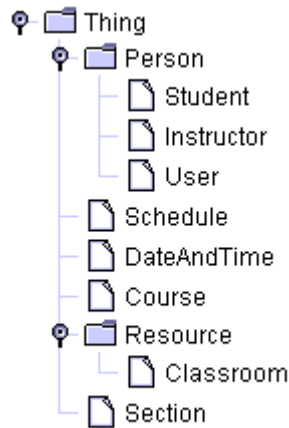 Thing
Person
Student
Instructor
User
Schedule
DateAndTime
Course
Resource
Classroom
Section